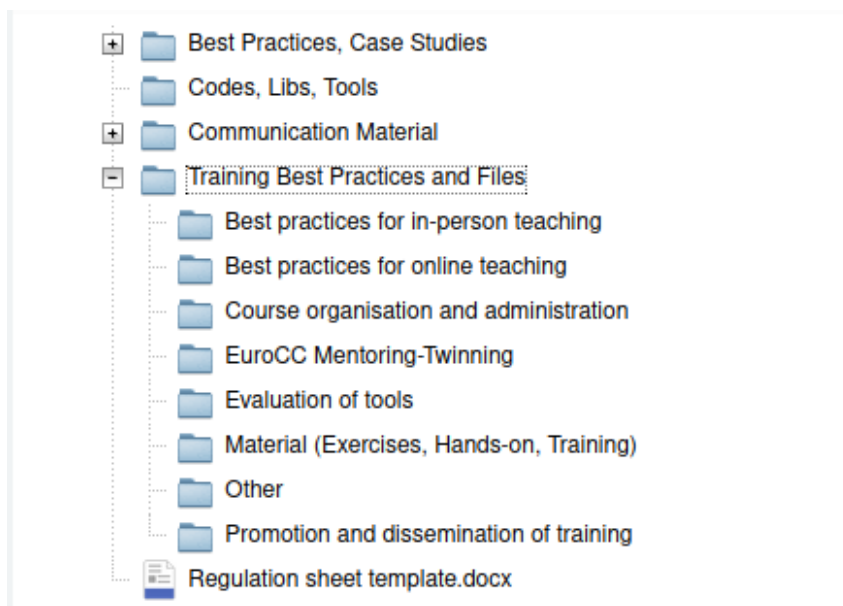 Best Practices, Case Studies
Codes, Libs, Tools
Communication Material
Training Best Practices and Files
Best practices for in-person teaching
Best practices for online teaching
Course organisation and administration
EuroCC Mentoring-Twinning
Evaluation of tools
Material (Exercises, Hands-on, Training)
Other
Promotion and dissemination of training
Regulation sheet template.docx